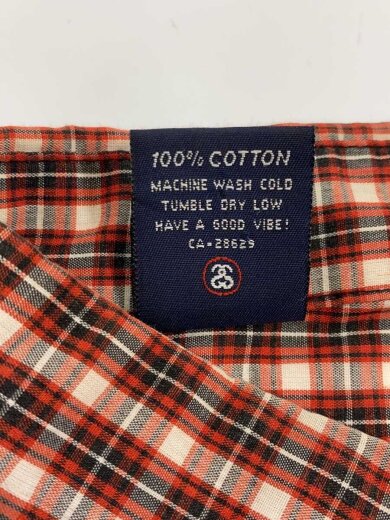 100% COTTON
MACHINE WASH COLD
TUMBLE DRY LOW
HAVE A GOOD VIBE!
CA-28629